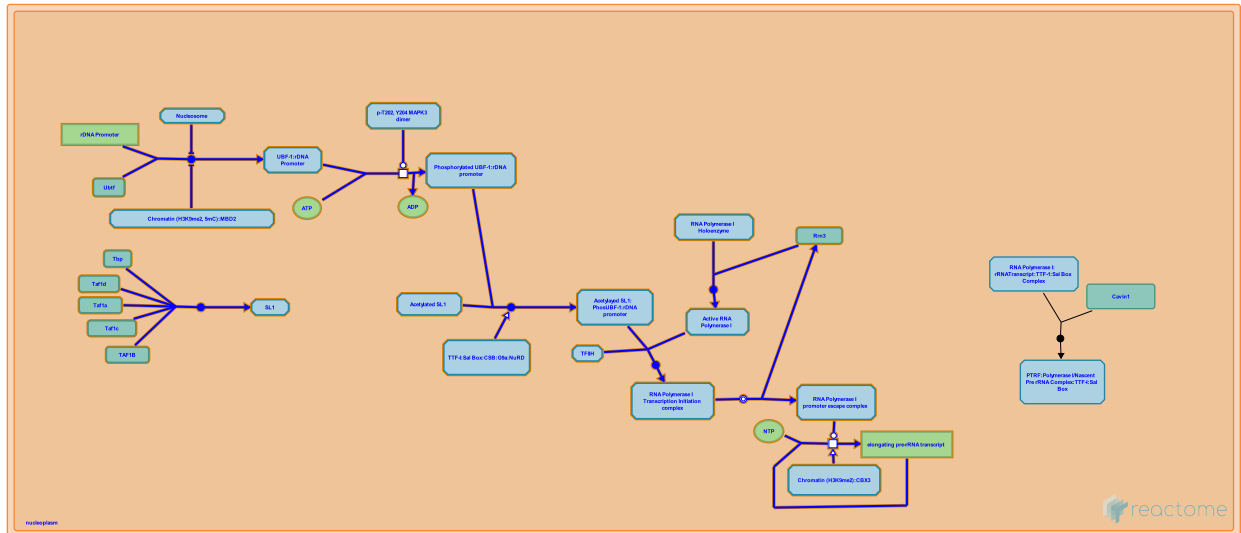 Nucleosome
rDNA Promoter
Ubtf
Chromatin (H3K9me2, 5mC):MBD2
UBF-1:rDNA
Promoter
ATP
p-T202, Y204 MAPK3
dimer
ADP
Phosphorylated UBF-1:rDNA
promoter
Tbp
Taf1d
Taf1a
Taf1c
TAF1B
SL1
Acetylated SL1
TTF-I:Sal Box:CSB:G9a:NuRD
Acetylayed SL1:
PhosUBF-1:rDNA
promoter
RNA Polymerase I
Holoenzyme
Rrn3
Active RNA
Polymerase I
TFIIH
RNA Polymerase I
Transcription Initiation
complex
RNA Polymerase I
promoter escape complex
NTP
elongating pre-rRNA transcript
Chromatin (H3K9me2):CBX3
RNA Polymerase I:
rRNATranscript:TTF-1:Sal Box
Complex
Cavin1
PTRF:Polymerase I/Nascent
Pre rRNA Complex:TTF-I:Sal
Box
nucleoplasm
reactome